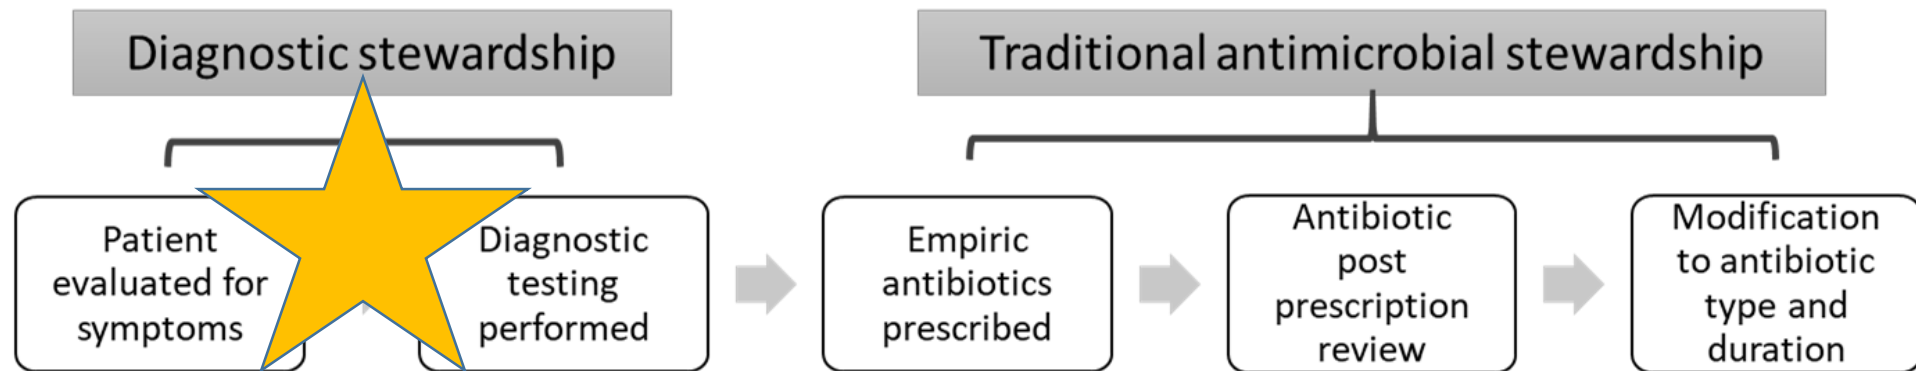 Diagnostic stewardship
Traditional antimicrobial stewardship
Patient
evaluated for
symptoms
Diagnostic
testing
performed
Empiric
antibiotics
prescribed
Antibiotic
post
prescription
review
Modification
to antibiotic
type and
duration